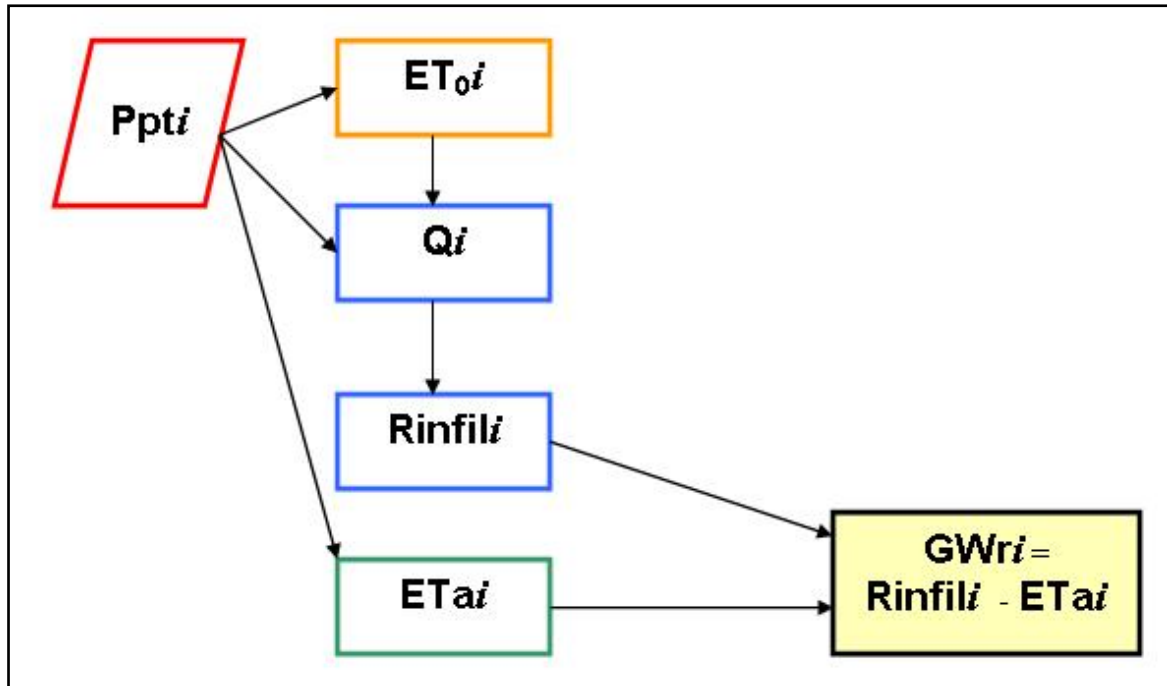 Ppti
ET₀i
Qi
Rinfili
ETai
GWri =
Rinfili - ETai